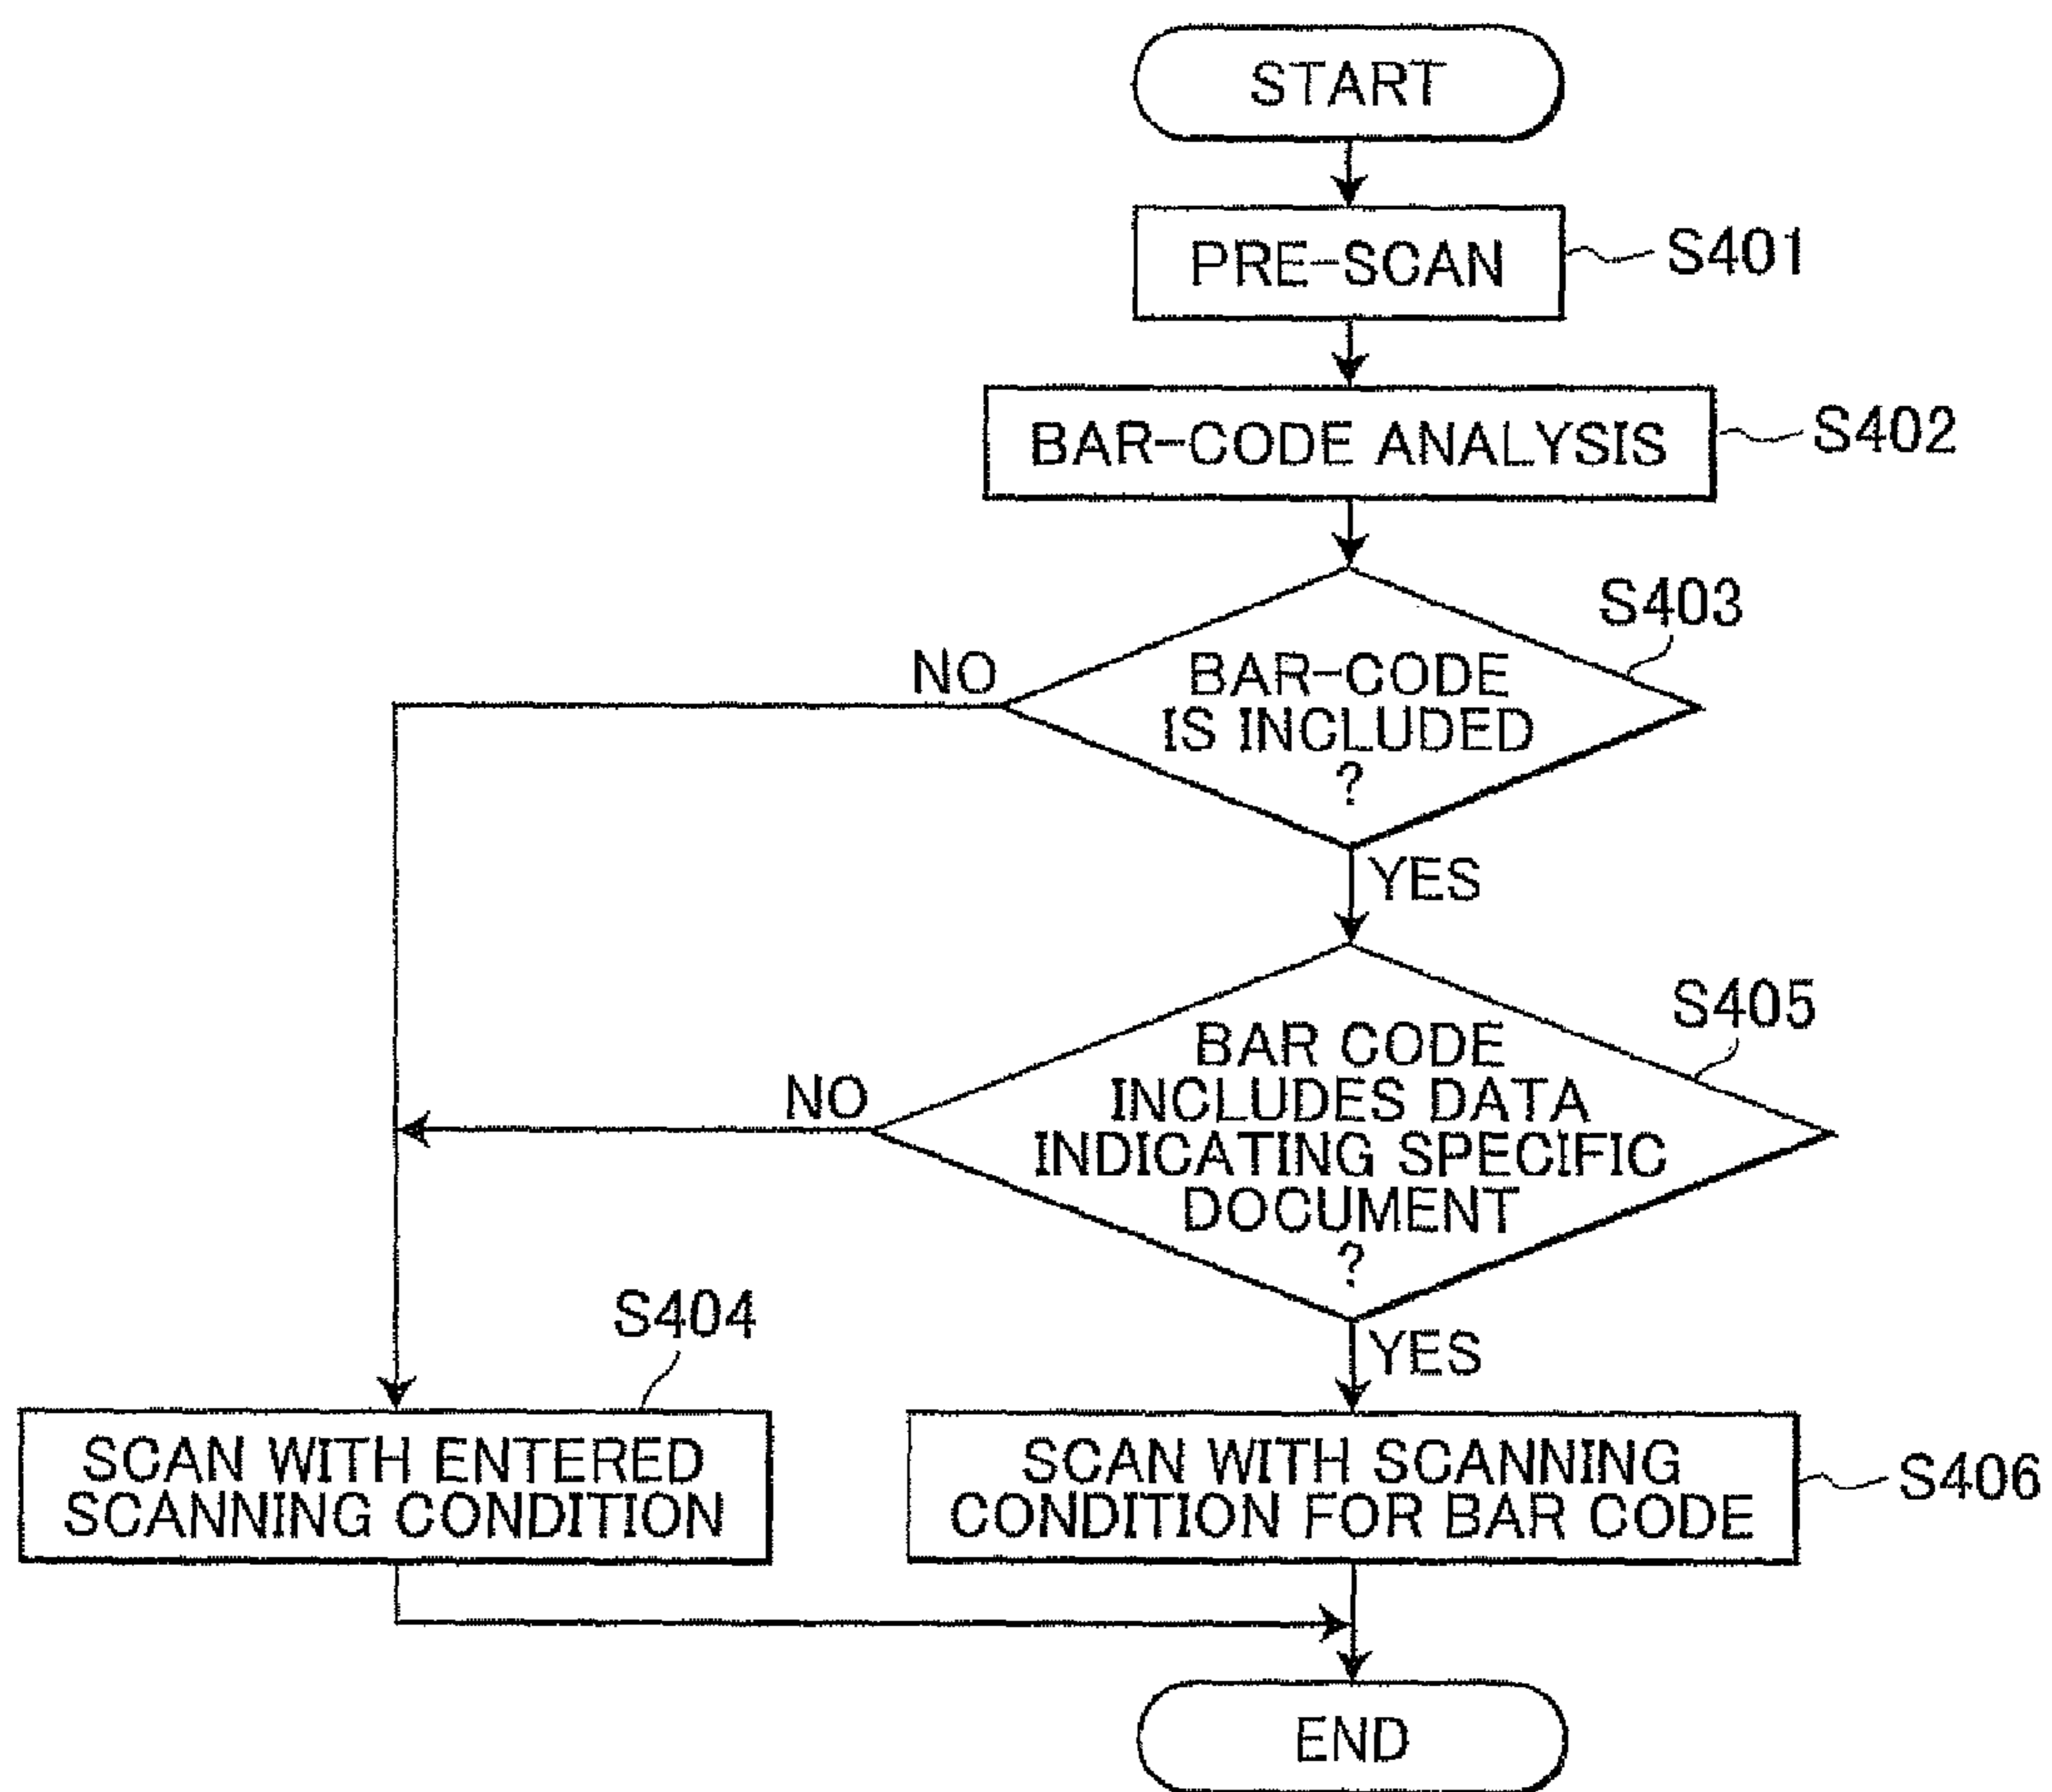 START
PRE-SCAN
S401
BAR-CODE ANALYSIS
S402
S403
NO
BAR-CODE
IS INCLUDED
?
YES
S405
NO
BAR CODE
INCLUDES DATA
INDICATING SPECIFIC
DOCUMENT
?
YES
S404
SCAN WITH ENTERED
SCANNING CONDITION
SCAN WITH SCANNING
CONDITION FOR BAR CODE
S406
END